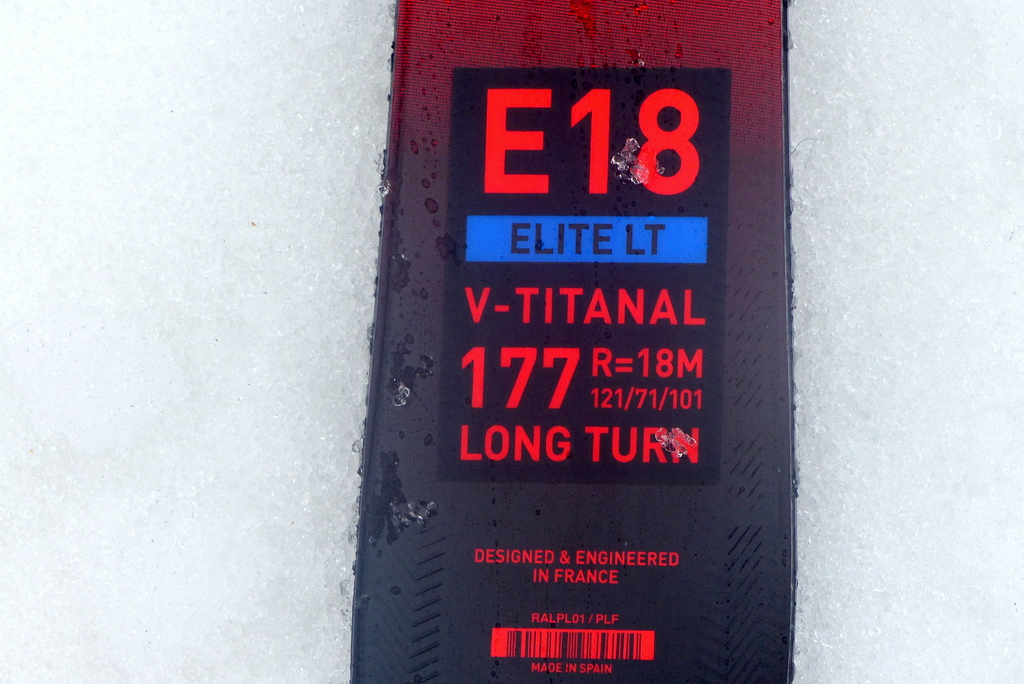 E18
ELITE LT
V-TITANAL
177 R=18M
121/71/101
LONG TURN
DESIGNED & ENGINEERED
IN FRANCE
RALPL01 / PLF
MADE IN SPAIN